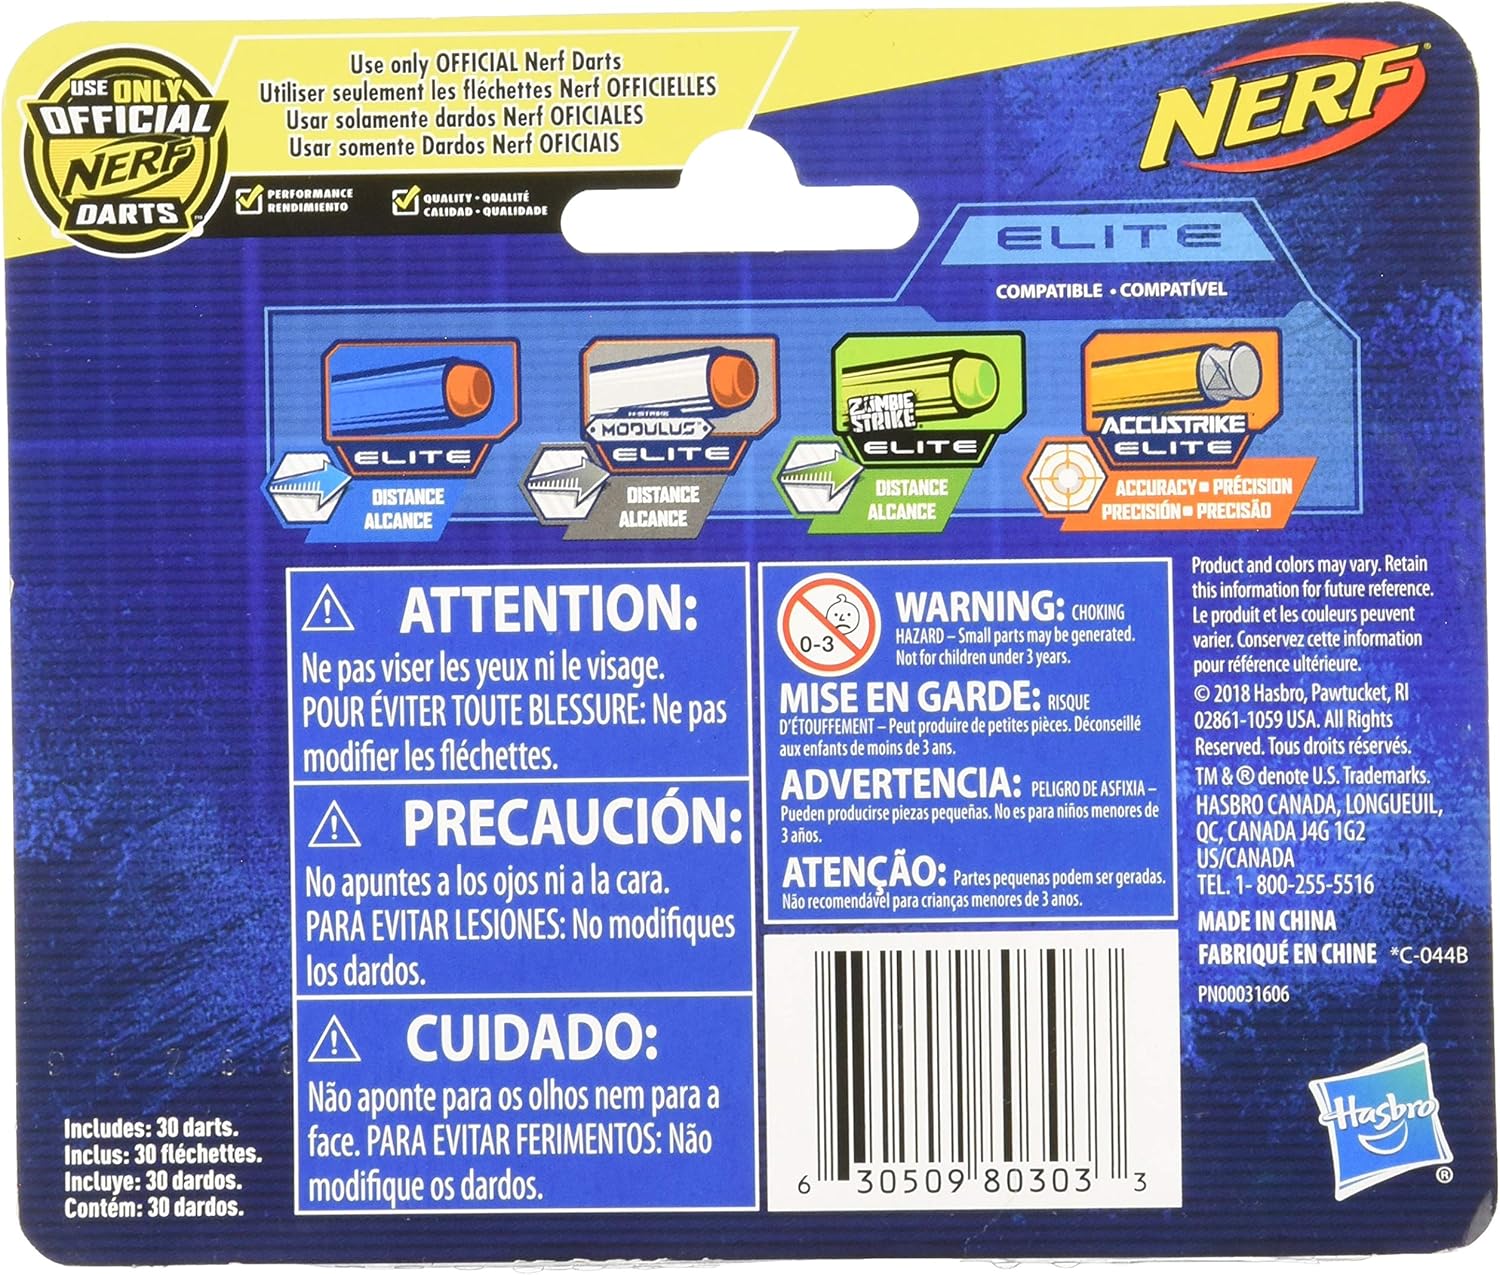 USE ONLY
OFFICIAL
NERF
DARTS
™
Use only OFFICIAL Nerf Darts
Utiliser seulement les fléchettes Nerf OFFICIELLES
Usar solamente dardos Nerf OFICIALES
Usar somente Dardos Nerf OFICIAIS
PERFORMANCE
RENDIMIENTO
QUALITY • QUALITÉ
CALIDAD • QUALIDADE
NERF
ELITE
COMPATIBLE • COMPATÍVEL
ELITE
DISTANCE
ALCANCE
N-STRIKE
MODULUS™
ELITE
DISTANCE
ALCANCE
ZOMBIE
STRIKE
ELITE
DISTANCE
ALCANCE
ACCUSTRIKE
ELITE
ACCURACY ▪ PRÉCISION
PRECISIÓN ▪ PRECISÃO
ATTENTION:
Ne pas viser les yeux ni le visage.
POUR ÉVITER TOUTE BLESSURE: Ne pas
modifier les fléchettes.
PRECAUCIÓN:
No apuntes a los ojos ni a la cara.
PARA EVITAR LESIONES: No modifiques
los dardos.
CUIDADO:
Não aponte para os olhos nem para a
face. PARA EVITAR FERIMENTOS: Não
modifique os dardos.
0-3
WARNING: CHOKING
HAZARD – Small parts may be generated.
Not for children under 3 years.
MISE EN GARDE: RISQUE
D'ÉTOUFFEMENT – Peut produire de petites pièces. Déconseillé
aux enfants de moins de 3 ans.
ADVERTENCIA: PELIGRO DE ASFIXIA –
Pueden producirse piezas pequeñas. No es para niños menores de
3 años.
ATENÇÃO: Partes pequenas podem ser geradas.
Não recomendável para crianças menores de 3 anos.
Product and colors may vary. Retain
this information for future reference.
Le produit et les couleurs peuvent
varier. Conservez cette information
pour référence ultérieure.
© 2018 Hasbro, Pawtucket, RI
02861-1059 USA. All Rights
Reserved. Tous droits réservés.
TM & ® denote U.S. Trademarks.
HASBRO CANADA, LONGUEUIL,
QC, CANADA J4G 1G2
US/CANADA
TEL. 1- 800-255-5516
MADE IN CHINA
FABRIQUÉ EN CHINE *C-044B
PN00031606
Includes: 30 darts.
Inclus: 30 fléchettes.
Incluye: 30 dardos.
Contém: 30 dardos.
6 30509 80303 3
Hasbro
®